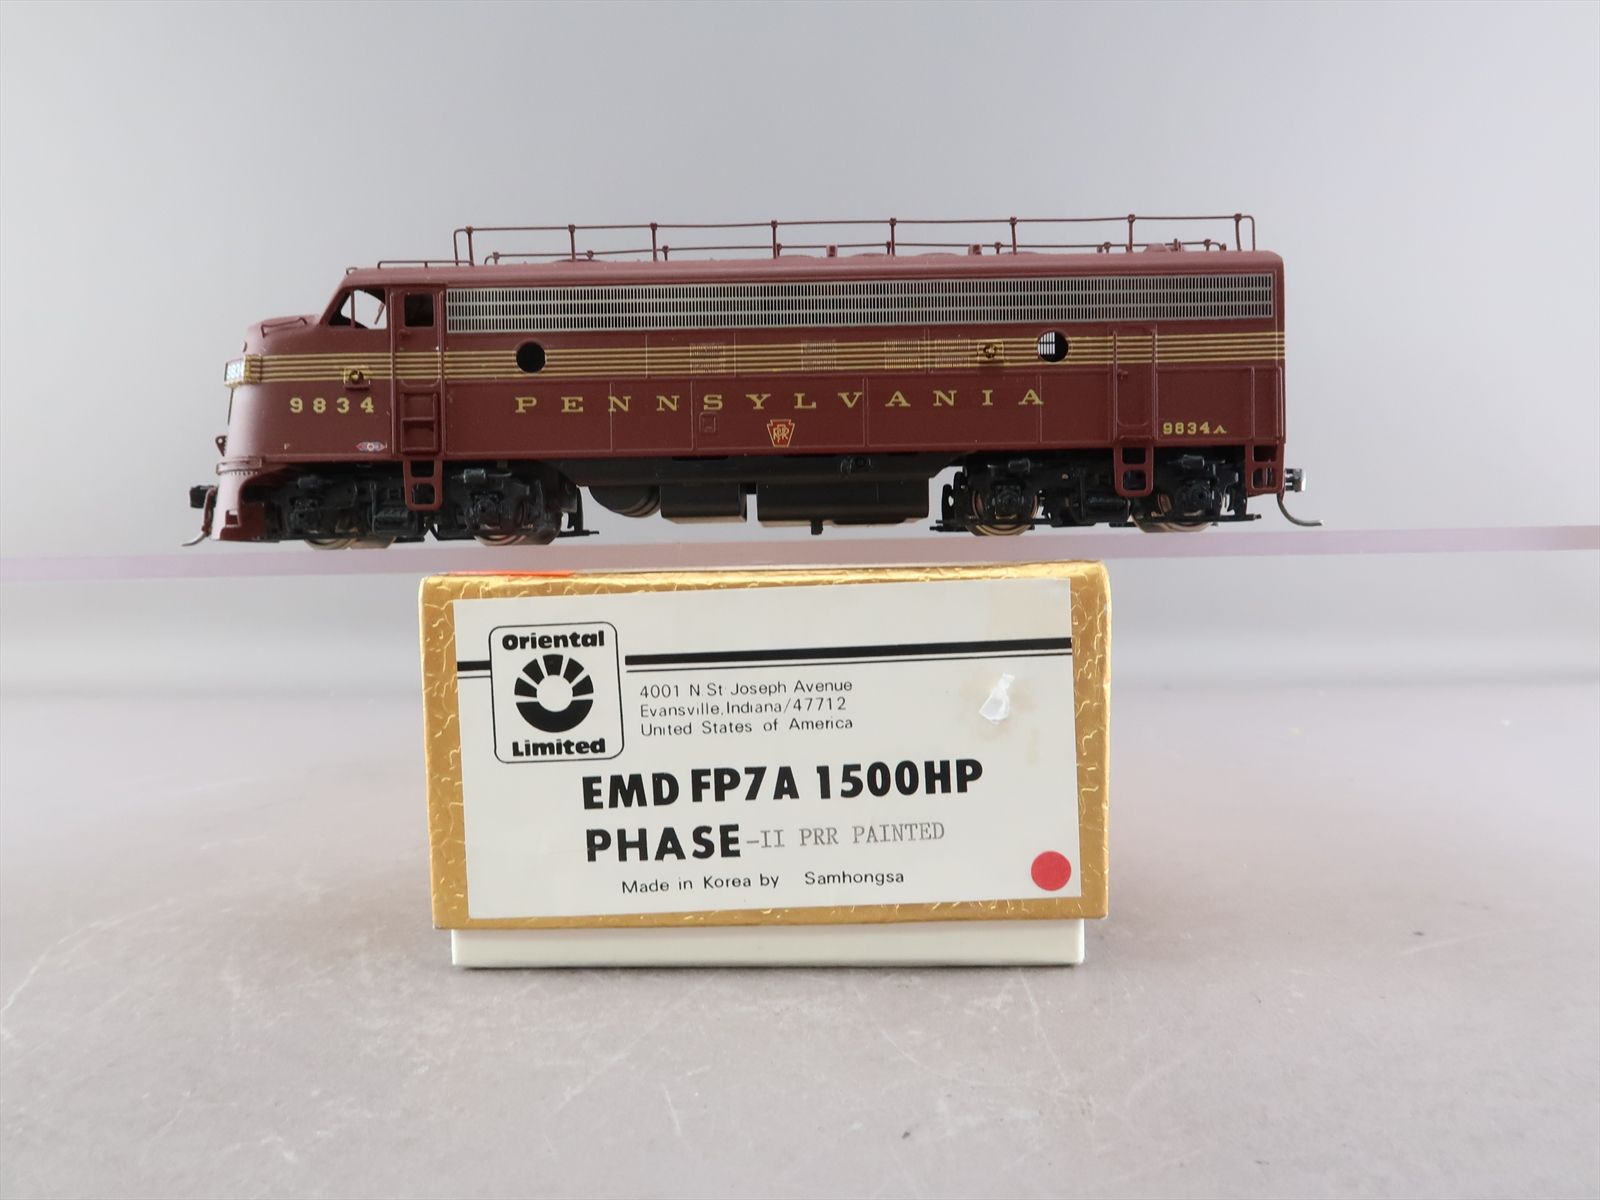 9834
PENNSYLVANIA
PRR
9834A
Oriental
Limited
4001 N.St Joseph Avenue
Evansville, Indiana/47712
United States of America
EMD FP7A 1500HP
PHASE-II PRR PAINTED
Made in Korea by Samhongsa